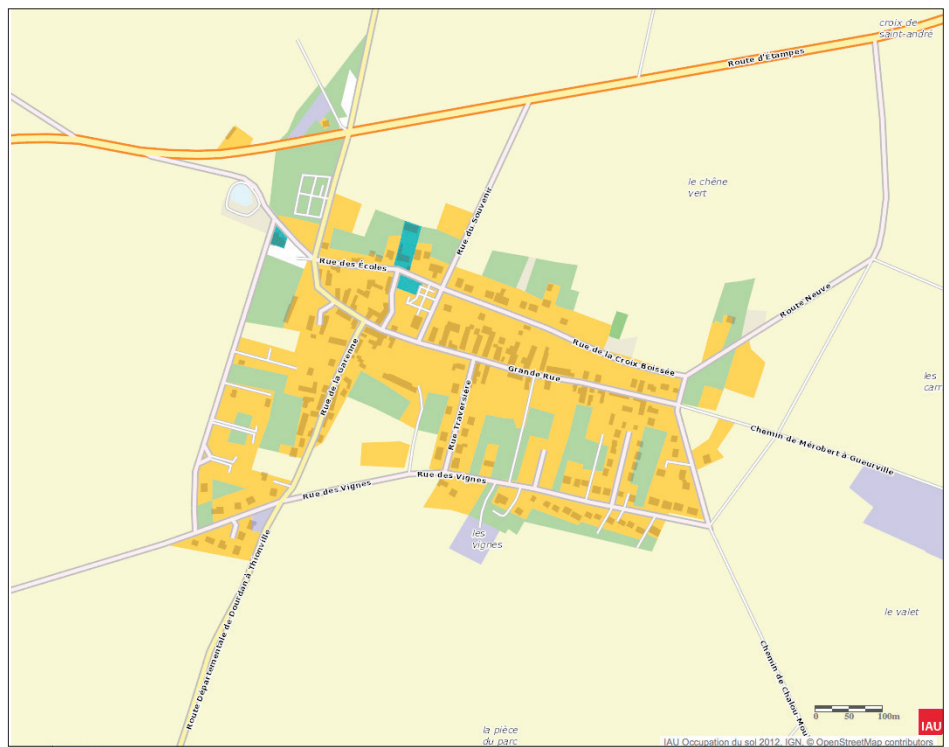 croix de
saint-andré
Route d'Étampes
le chêne
vert
Rue du Souvenir
Rue des Écoles
Route Neuve
Rue de la Croix Boissée
Rue de la Garenne
Grande Rue
les
carr
Rue Traversière
Chemin de Mérobert à Gueurville
Rue des Vignes
Rue des Vignes
les
vignes
Route Départementale de Dourdan à Thionville
le valet
Chemin de Chalou-Moul
0 50 100m
IAU
la pièce
du parc
IAU Occupation du sol 2012, IGN, © OpenStreetMap contributors